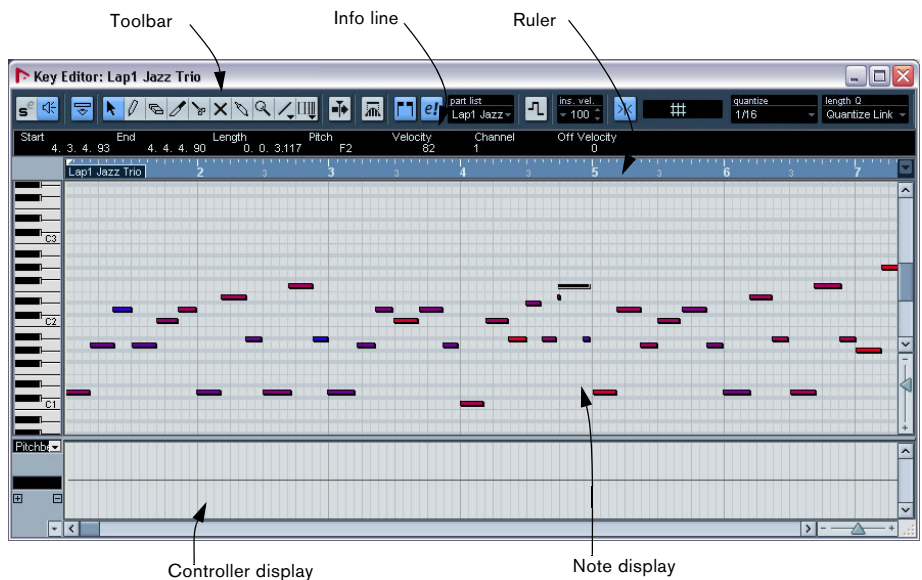 Toolbar Info line Ruler
Key Editor: Lap1 Jazz Trio
part list ins. vel. quantize length Q
Lap1 Jazz 100 1/16 Quantize Link
Start End Length Pitch Velocity Channel Off Velocity
4. 3. 4. 93 4. 4. 4. 90 0. 0. 3.117 F2 82 1 0
Lap1 Jazz Trio 2 3 3 3 4 3 5 3 6 3 7
C3
C2
C1
Pitchbe
Controller display Note display